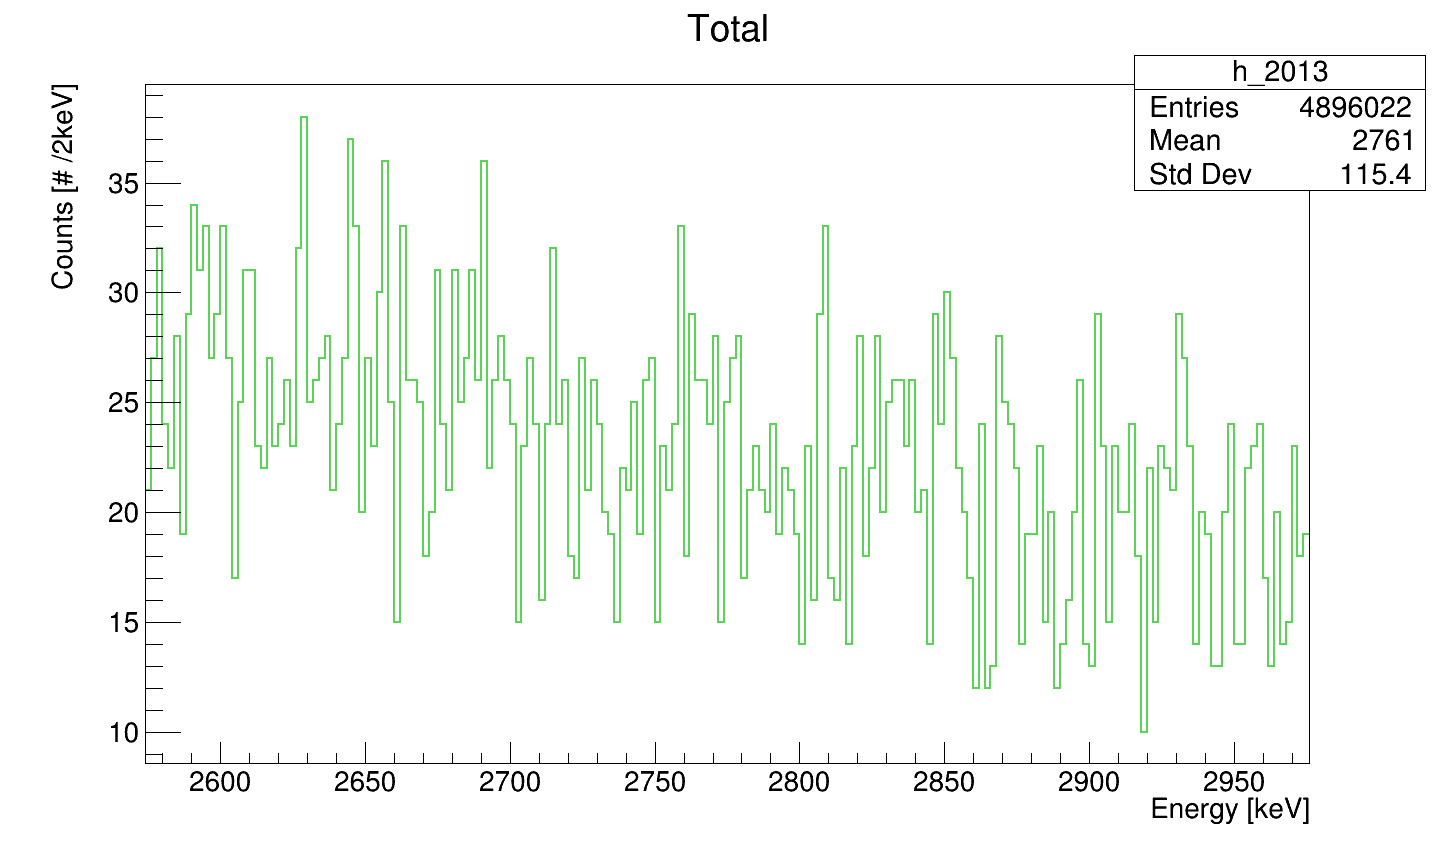 Total
h_2013
Entries 4896022
Mean 2761
Std Dev 115.4
Counts [# /2keV]
35
30
25
20
15
10
2600 2650 2700 2750 2800 2850 2900 2950
Energy [keV]